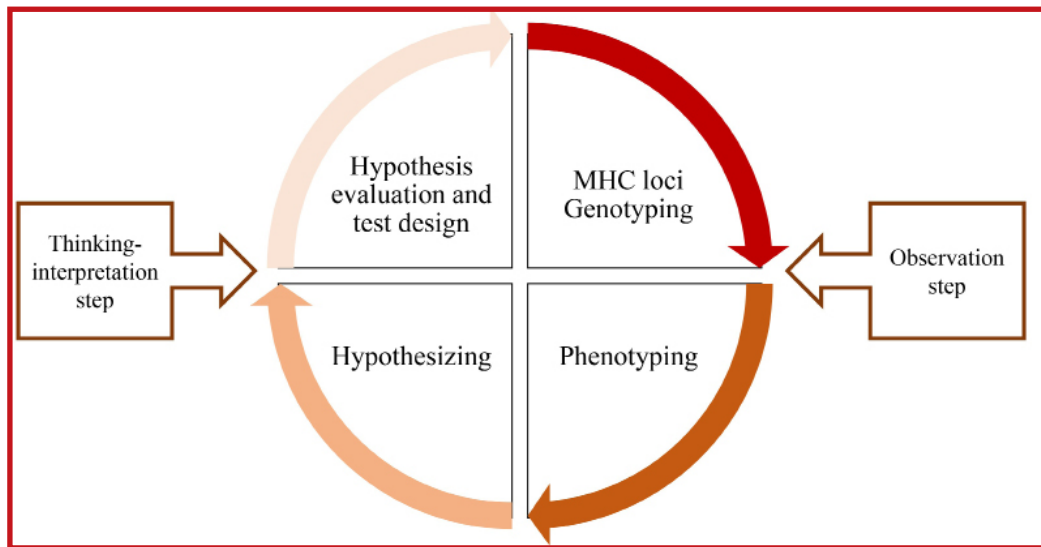 Hypothesis
evaluation and
test design
MHC loci
Genotyping
Thinking-
interpretation
step
Observation
step
Hypothesizing
Phenotyping